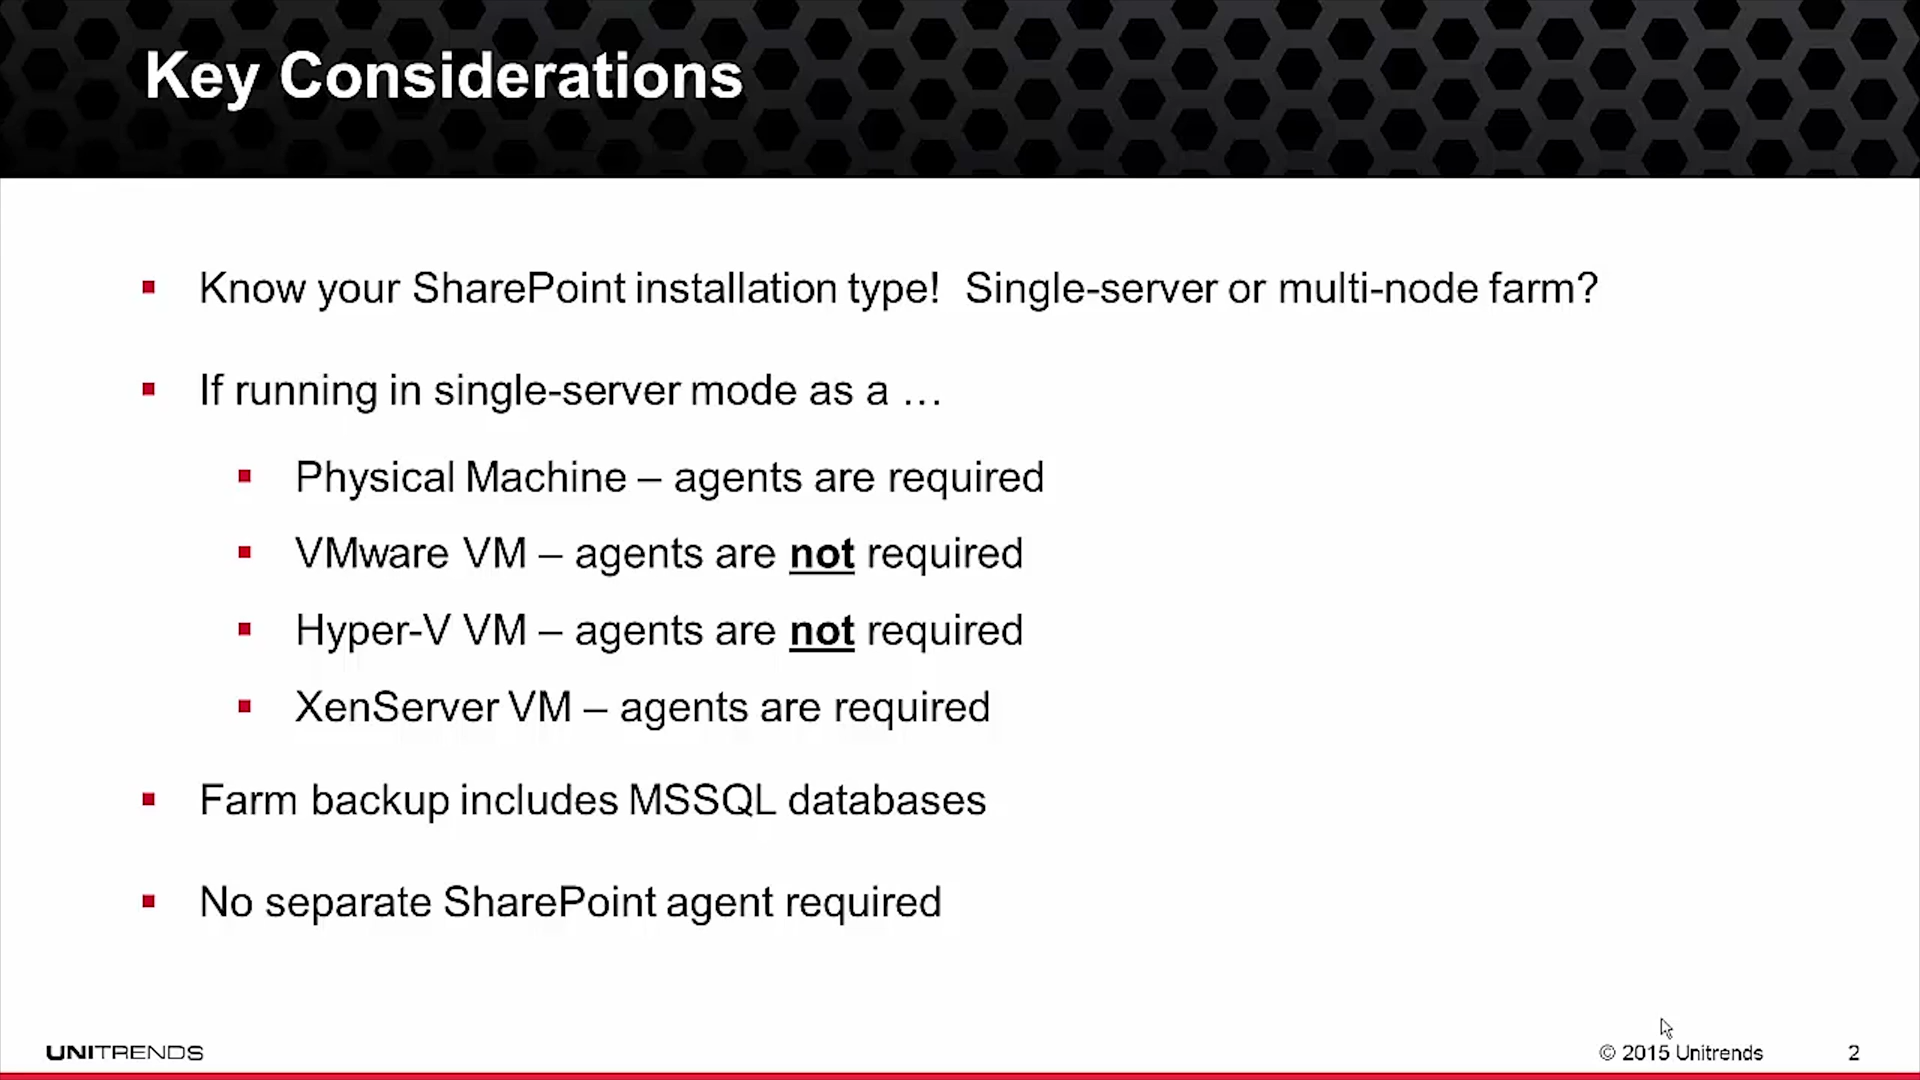 Key Considerations
Know your SharePoint installation type!  Single-server or multi-node farm?
If running in single-server mode as a …
Physical Machine – agents are required
VMware VM – agents are not required
Hyper-V VM – agents are not required
XenServer VM – agents are required
Farm backup includes MSSQL databases
No separate SharePoint agent required
UNITRENDS
© 2015 Unitrends 2